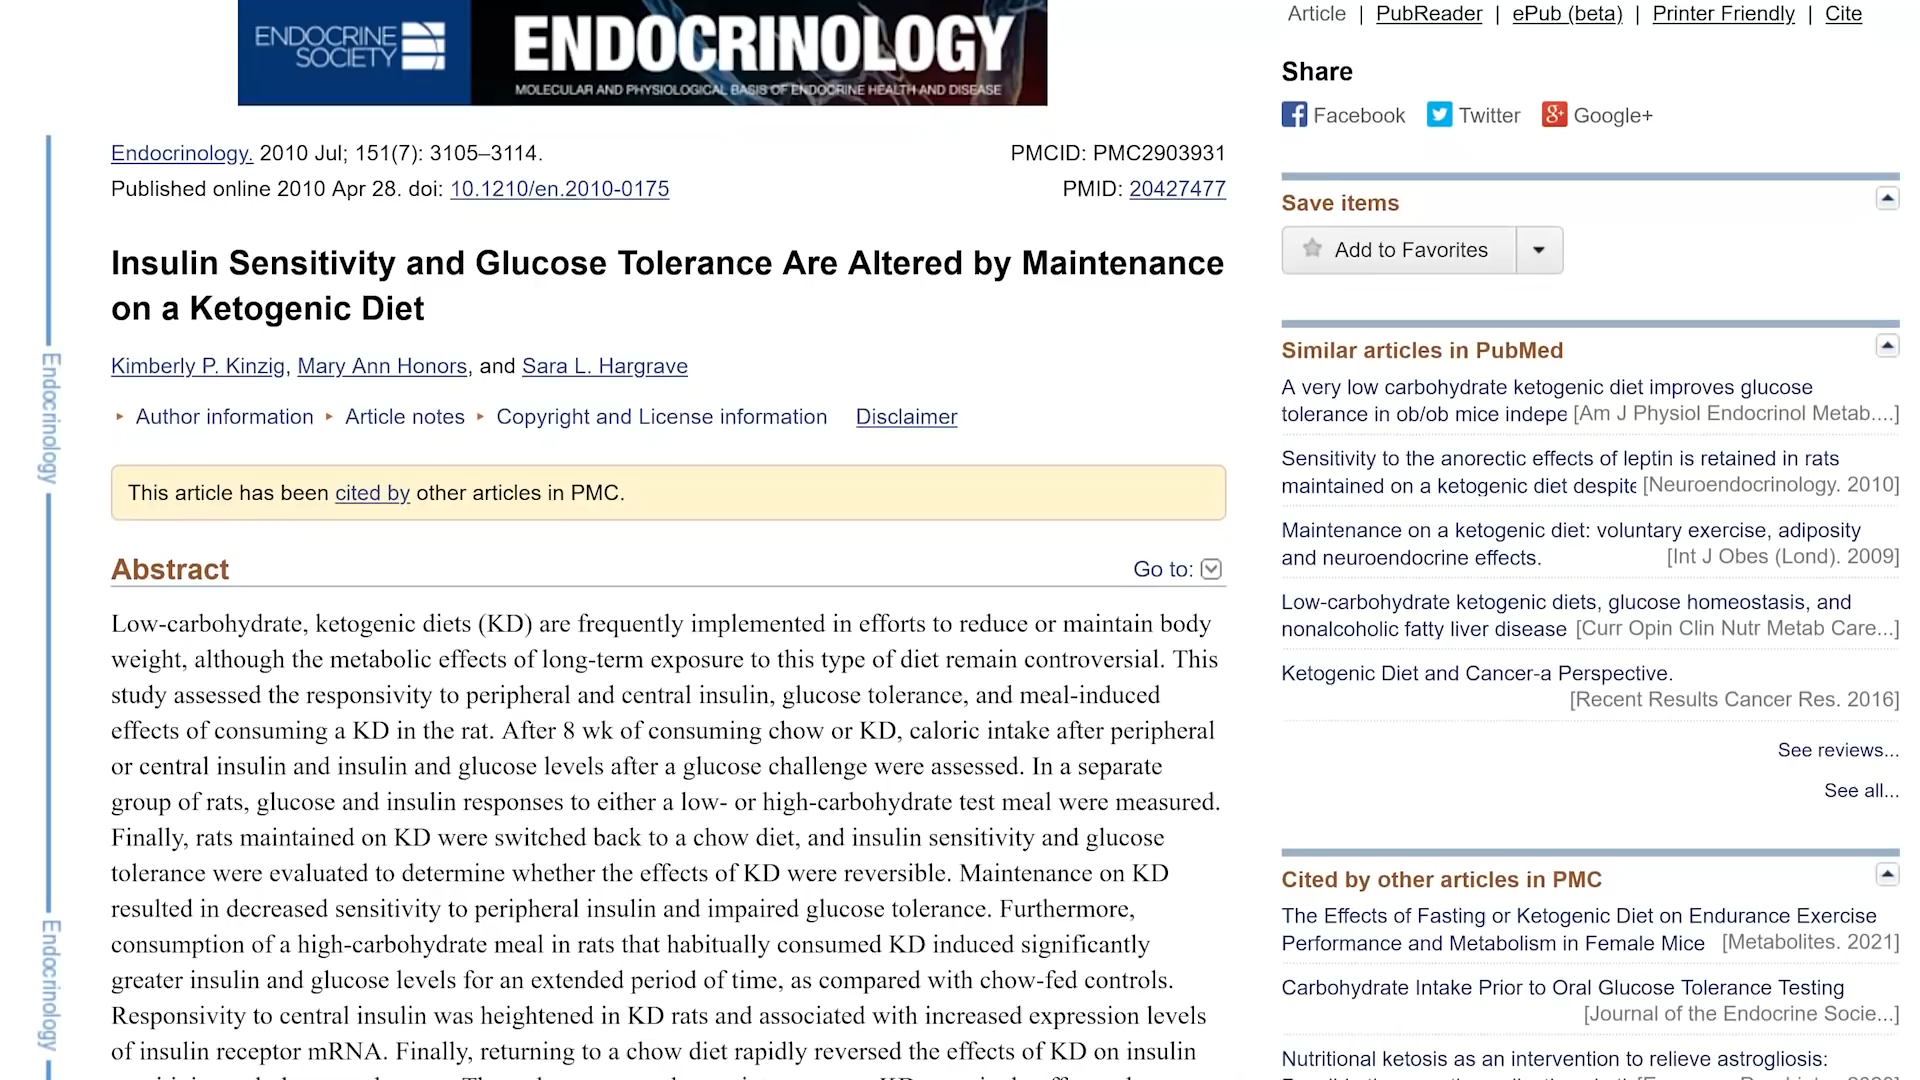 ENDOCRINE
SOCIETY
ENDOCRINOLOGY
MOLECULAR AND PHYSIOLOGICAL BASIS OF ENDOCRINE HEALTH AND DISEASE
Endocrinology
Endocrinology
Endocrinology. 2010 Jul; 151(7): 3105–3114.
PMCID: PMC2903931
Published online 2010 Apr 28. doi: 10.1210/en.2010-0175
PMID: 20427477
Insulin Sensitivity and Glucose Tolerance Are Altered by Maintenance
on a Ketogenic Diet
Kimberly P. Kinzig, Mary Ann Honors, and Sara L. Hargrave
Author information Article notes Copyright and License information Disclaimer
This article has been cited by other articles in PMC.
Abstract
Go to:
Low-carbohydrate, ketogenic diets (KD) are frequently implemented in efforts to reduce or maintain body
weight, although the metabolic effects of long-term exposure to this type of diet remain controversial. This
study assessed the responsivity to peripheral and central insulin, glucose tolerance, and meal-induced
effects of consuming a KD in the rat. After 8 wk of consuming chow or KD, caloric intake after peripheral
or central insulin and insulin and glucose levels after a glucose challenge were assessed. In a separate
group of rats, glucose and insulin responses to either a low- or high-carbohydrate test meal were measured.
Finally, rats maintained on KD were switched back to a chow diet, and insulin sensitivity and glucose
tolerance were evaluated to determine whether the effects of KD were reversible. Maintenance on KD
resulted in decreased sensitivity to peripheral insulin and impaired glucose tolerance. Furthermore,
consumption of a high-carbohydrate meal in rats that habitually consumed KD induced significantly
greater insulin and glucose levels for an extended period of time, as compared with chow-fed controls.
Responsivity to central insulin was heightened in KD rats and associated with increased expression levels
of insulin receptor mRNA. Finally, returning to a chow diet rapidly reversed the effects of KD on insulin
Article | PubReader | ePub (beta) | Printer Friendly | Cite
Share
Facebook Twitter Google+
Save items
Add to Favorites
Similar articles in PubMed
A very low carbohydrate ketogenic diet improves glucose
tolerance in ob/ob mice indepe [Am J Physiol Endocrinol Metab....]
Sensitivity to the anorectic effects of leptin is retained in rats
maintained on a ketogenic diet despite [Neuroendocrinology. 2010]
Maintenance on a ketogenic diet: voluntary exercise, adiposity
and neuroendocrine effects. [Int J Obes (Lond). 2009]
Low-carbohydrate ketogenic diets, glucose homeostasis, and
nonalcoholic fatty liver disease [Curr Opin Clin Nutr Metab Care...]
Ketogenic Diet and Cancer-a Perspective.
[Recent Results Cancer Res. 2016]
See reviews...
See all...
Cited by other articles in PMC
The Effects of Fasting or Ketogenic Diet on Endurance Exercise
Performance and Metabolism in Female Mice [Metabolites. 2021]
Carbohydrate Intake Prior to Oral Glucose Tolerance Testing
[Journal of the Endocrine Socie...]
Nutritional ketosis as an intervention to relieve astrogliosis: